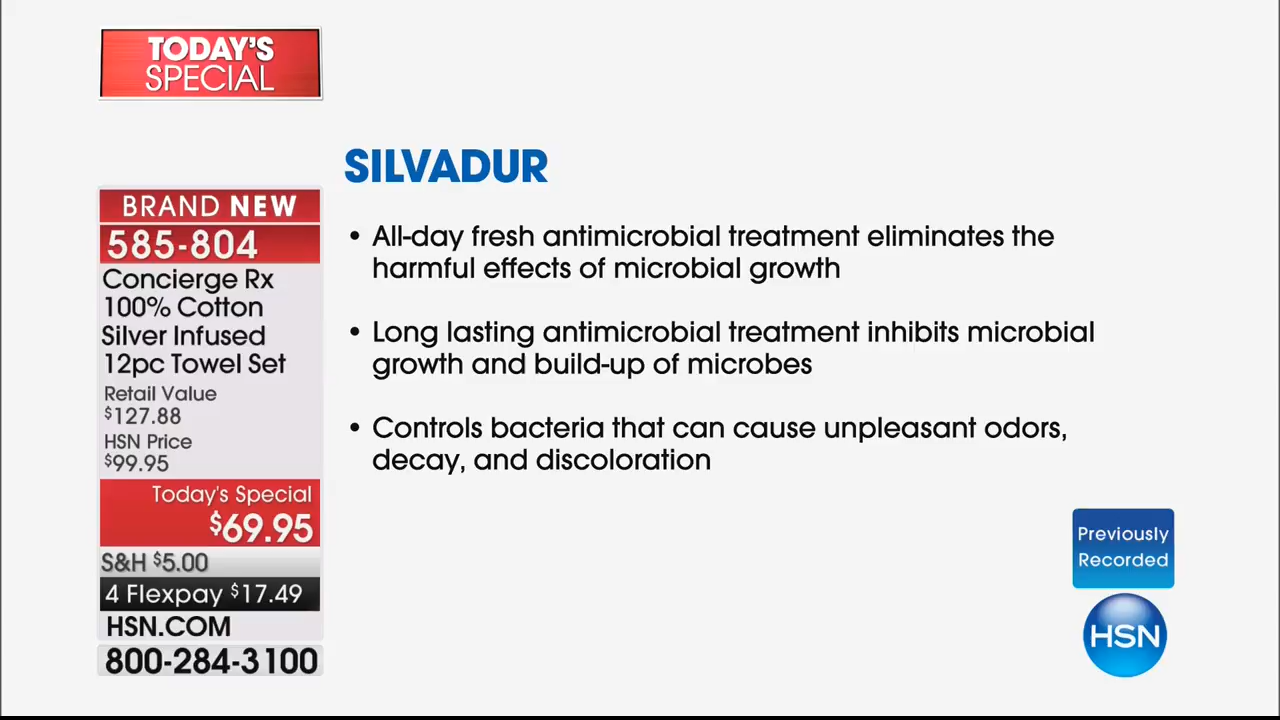 TODAY'S
SPECIAL
SILVADUR
• All-day fresh antimicrobial treatment eliminates the
harmful effects of microbial growth
• Long lasting antimicrobial treatment inhibits microbial
growth and build-up of microbes
• Controls bacteria that can cause unpleasant odors,
decay, and discoloration
BRAND NEW
585-804
Concierge Rx
100% Cotton
Silver Infused
12pc Towel Set
Retail Value
$127.88
HSN Price
$99.95
Today's Special
$69.95
S&H $5.00
4 Flexpay $17.49
HSN.COM
800-284-3100
Previously
Recorded
HSN